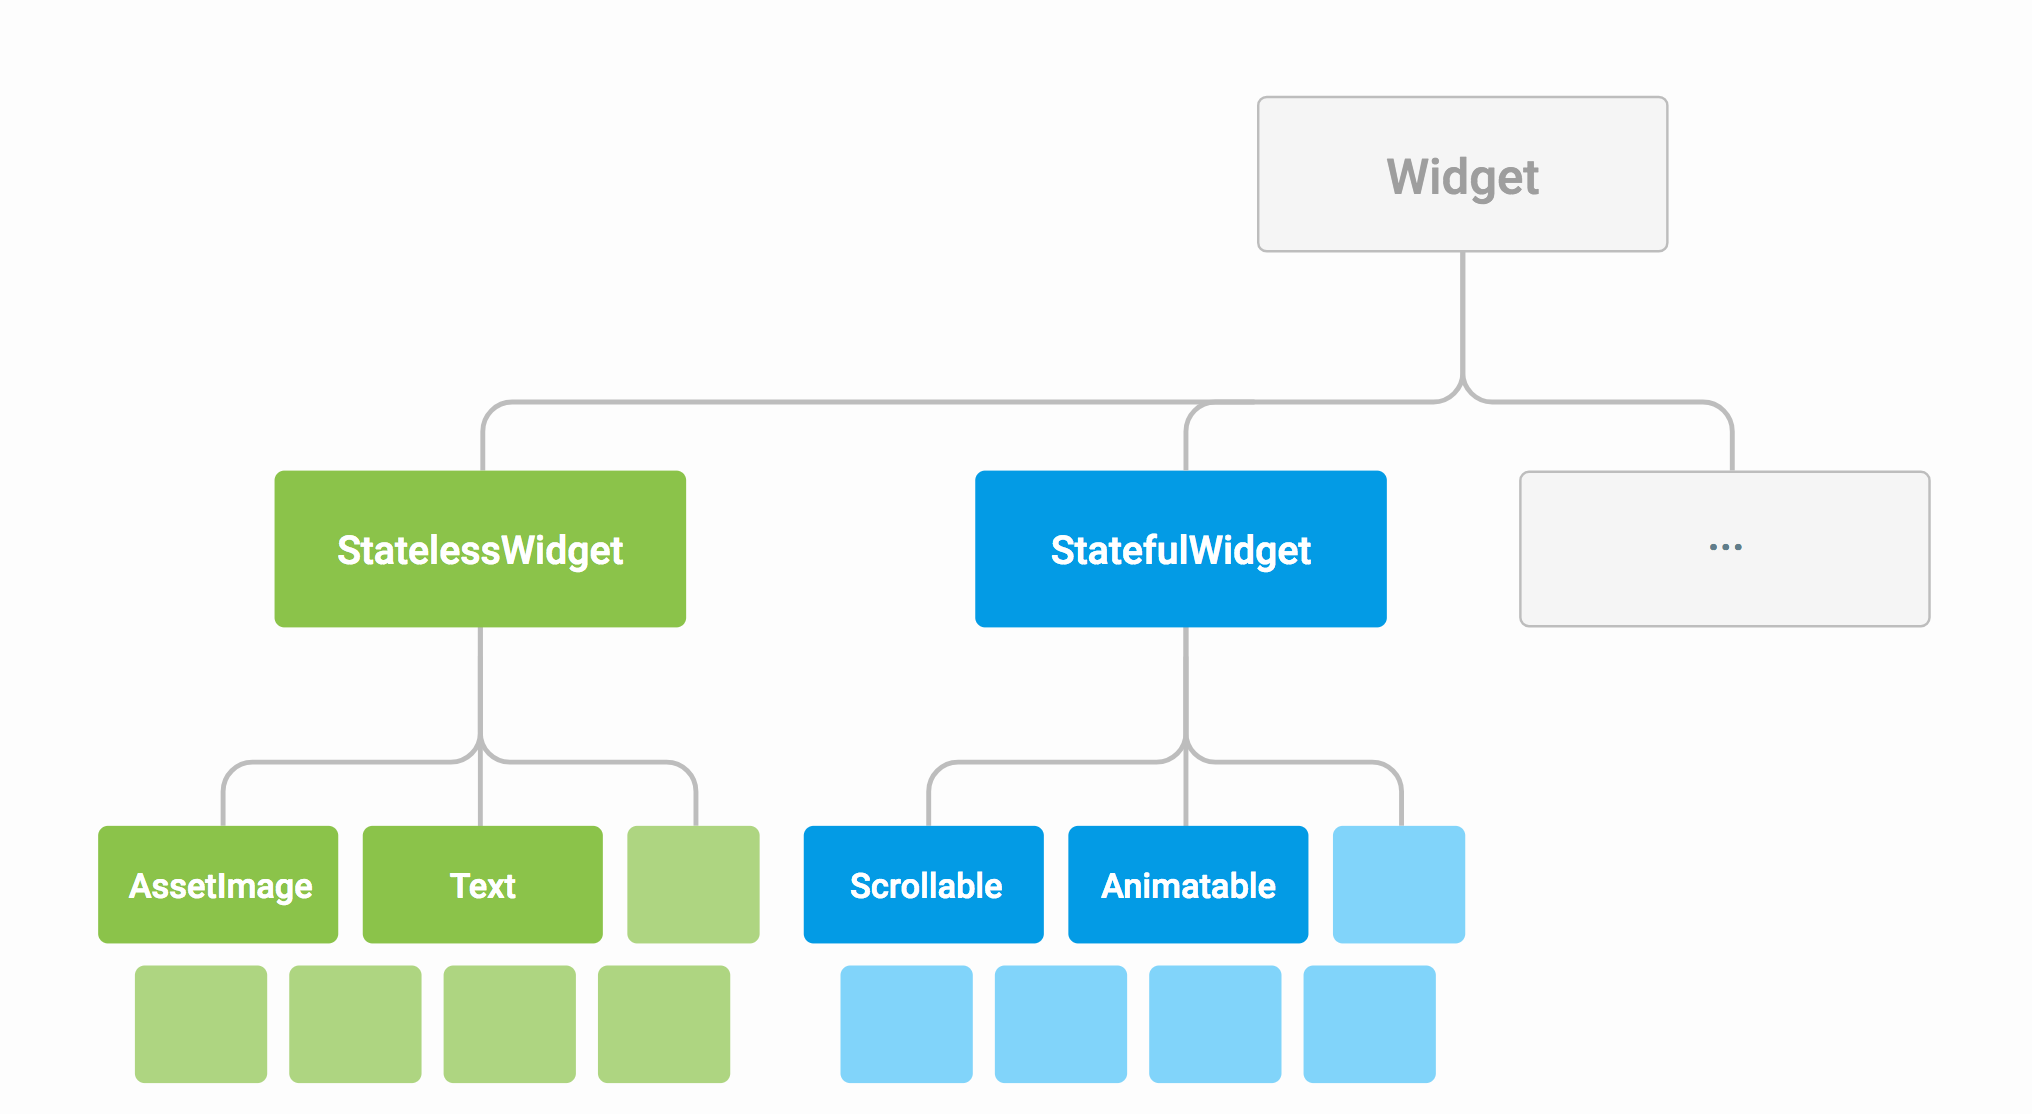 Widget
StatelessWidget
StatefulWidget
...
AssetImage
Text
Scrollable
Animatable